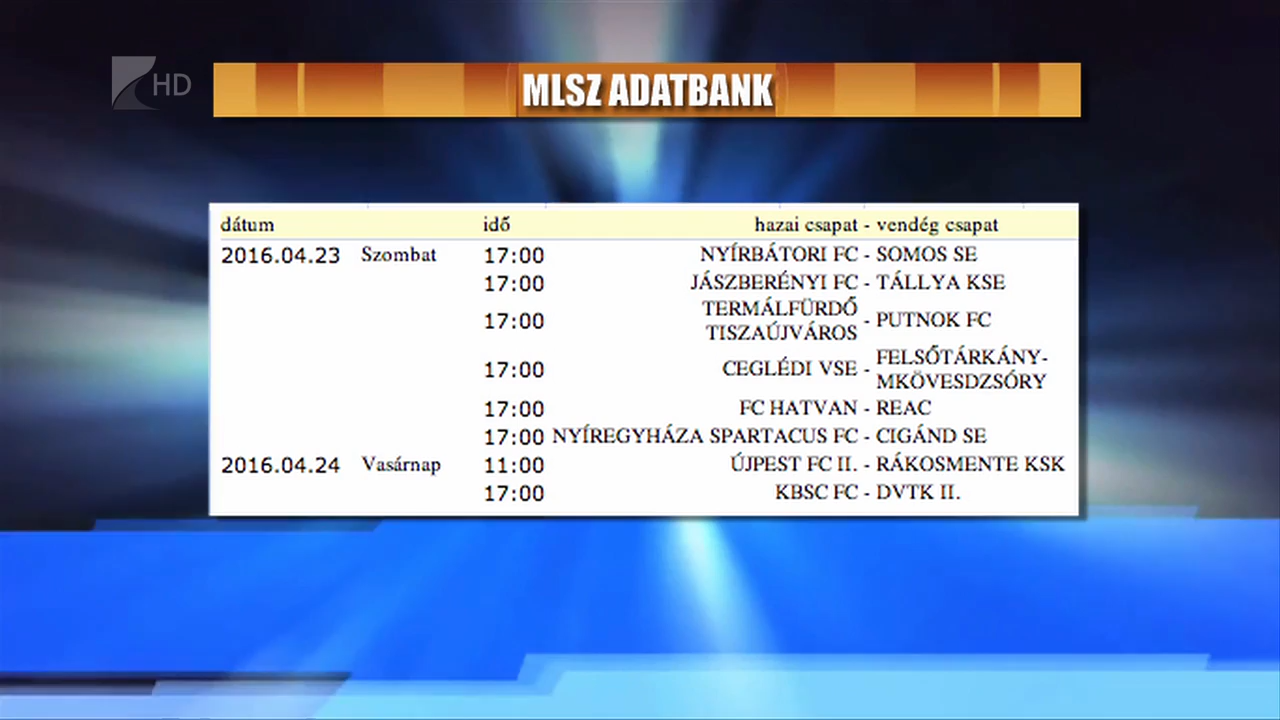 HD
MLSZ ADATBANK
dátum idő hazai csapat - vendég csapat
2016.04.23 Szombat 17:00 NYÍRBÁTORI FC - SOMOS SE
17:00 JÁSZBERÉNYI FC - TÁLLYA KSE
17:00 TERMÁLFÜRDŐ
TISZAÚJVÁROS - PUTNOK FC
17:00 CEGLÉDI VSE - FELSŐTÁRKÁNY-
MKÖVESDZSÓRY
17:00 FC HATVAN - REAC
17:00 NYÍREGYHÁZA SPARTACUS FC - CIGÁND SE
2016.04.24 Vasárnap 11:00 ÚJPEST FC II. - RÁKOSMENTE KSK
17:00 KBSC FC - DVTK II.